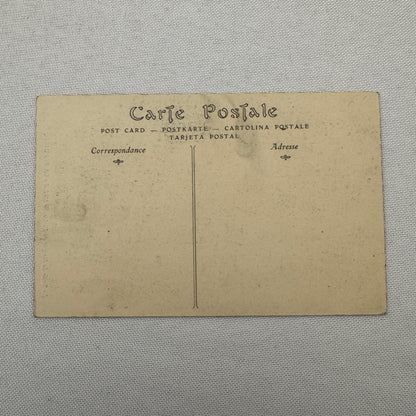 Carte Postale
POST CARD — POSTKARTE — CARTOLINA POSTALE
TARJETA POSTAL
Correspondance
Adresse